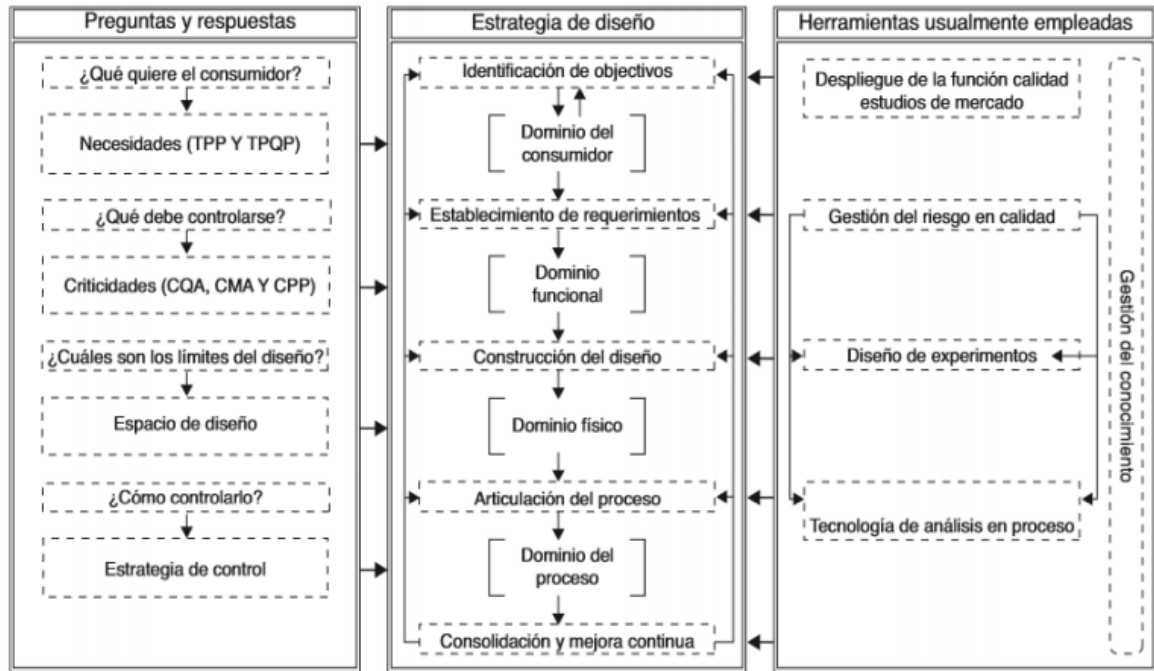 Preguntas y respuestas
¿Qué quiere el consumidor?
Necesidades (TPP Y TPQP)
¿Qué debe controlarse?
Criticidades (CQA, CMA Y CPP)
¿Cuáles son los límites del diseño?
Espacio de diseño
¿Cómo controlarlo?
Estrategia de control
Estrategia de diseño
Identificación de objectivos
Dominio del
consumidor
Establecimiento de requerimientos
Dominio
funcional
Construcción del diseño
Dominio físico
Articulación del proceso
Dominio del
proceso
Consolidación y mejora continua
Herramientas usualmente empleadas
Despliegue de la función calidad
estudios de mercado
Gestión del riesgo en calidad
Diseño de experimentos
Tecnología de análisis en proceso
Gestión del conocimiento